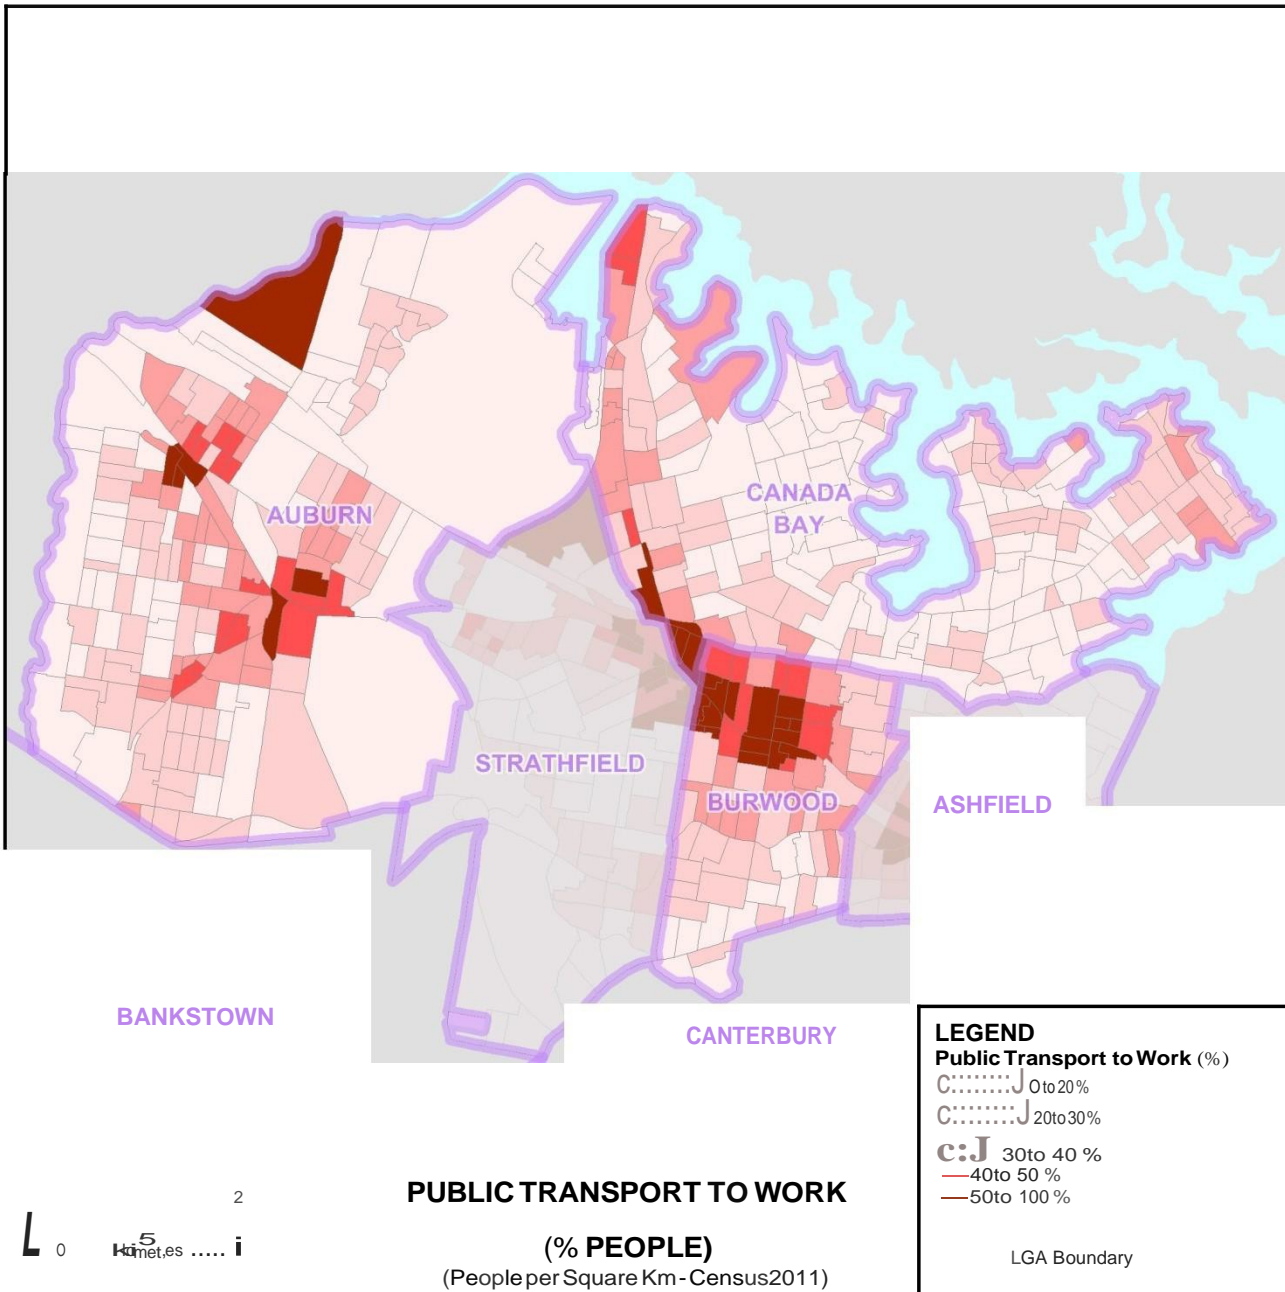 AUBURN
CANADA
BAY
STRATHFIELD
BURWOOD
ASHFIELD
BANKSTOWN
CANTERBURY
LEGEND
Public Transport to Work (%)
0 to 20%
20 to 30%
30 to 40 %
40 to 50 %
50 to 100 %
LGA Boundary
2
0
5
PUBLIC TRANSPORT TO WORK
(% PEOPLE)
(People per Square Km - Census 2011)